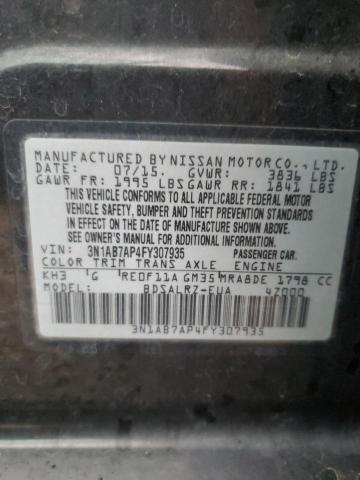 MANUFACTURED BY NISSAN MOTOR CO., LTD.
DATE: 07/15. GVWR: 3836 LBS
GAWR FR: 1995 LBS GAWR RR: 1841 LBS
THIS VEHICLE CONFORMS TO ALL
APPLICABLE FEDERAL MOTOR
VEHICLE SAFETY, BUMPER AND THEFT
PREVENTION STANDARDS
IN EFFECT ON THE DATE OF
MANUFACTURE SHOWN ABOVE.
SEE OWNER'S MANUAL ALSO.
VIN: 3N1AB7AP4FY307935 PASSENGER CAR.
COLOR TRIM TRANS AXLE ENGINE
KH3 G RE0F11A GM35 MRA8DE 1798 CC
MODEL: BDSALRZ-EUA 47000
3N1AB7AP4FY307935